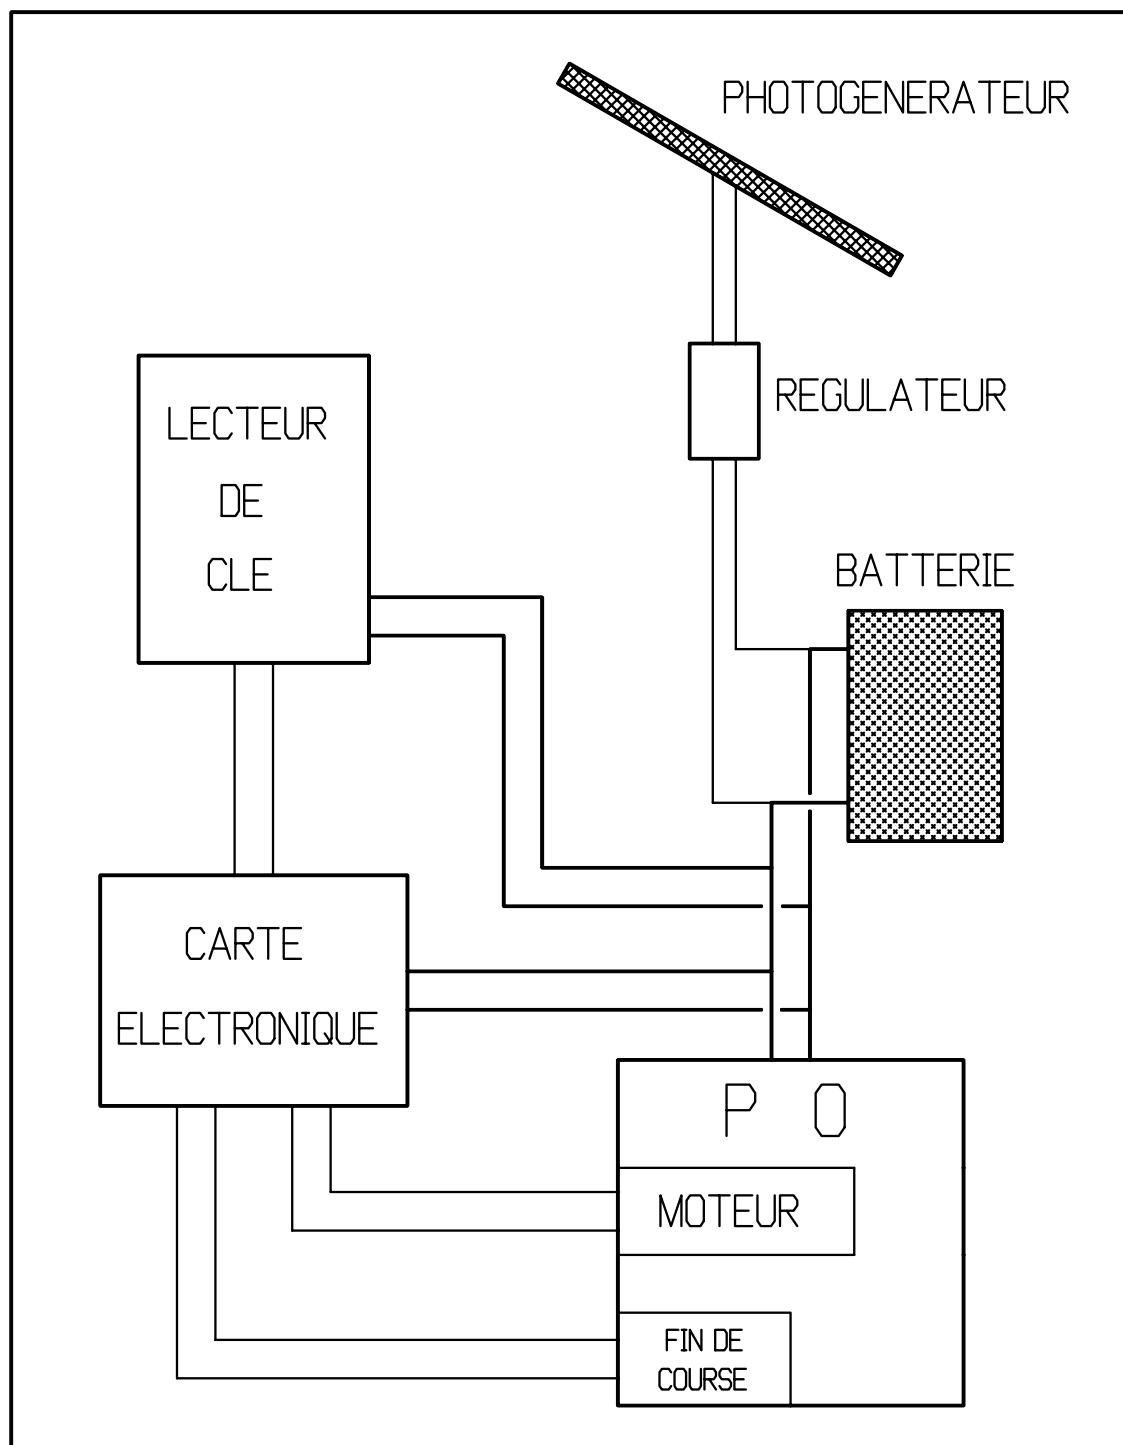 PHOTOGENERATEUR
REGULATEUR
LECTEUR
DE
CLE
BATTERIE
CARTE
ELECTRONIQUE
P O
MOTEUR
FIN DE
COURSE